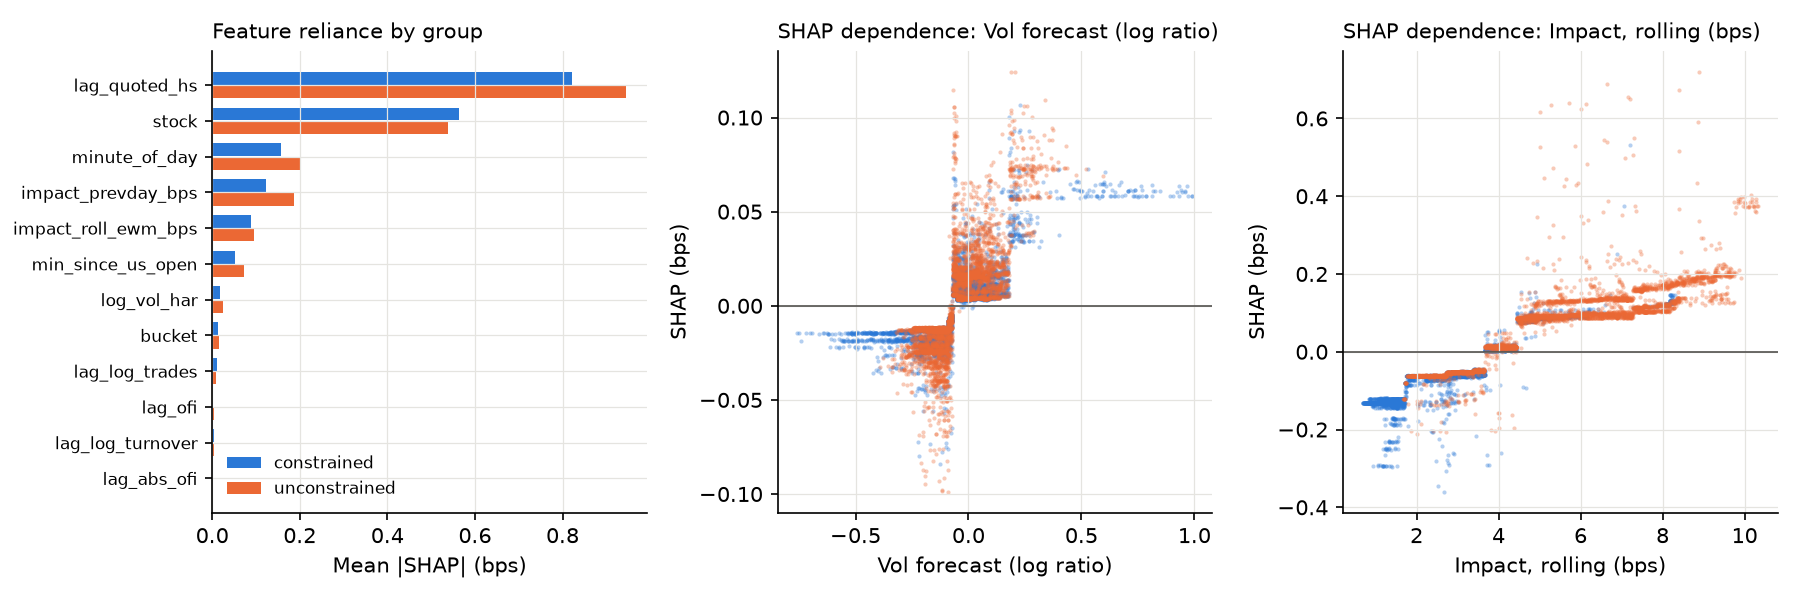 Feature reliance by group
lag_quoted_hs
stock
minute_of_day
impact_prevday_bps
impact_roll_ewm_bps
min_since_us_open
log_vol_har
bucket
lag_log_trades
lag_ofi
lag_log_turnover
lag_abs_ofi
constrained
unconstrained
0.0 0.2 0.4 0.6 0.8
Mean |SHAP| (bps)
SHAP dependence: Vol forecast (log ratio)
SHAP (bps)
0.10
0.05
0.00
−0.05
−0.10
−0.5 0.0 0.5 1.0
Vol forecast (log ratio)
SHAP dependence: Impact, rolling (bps)
SHAP (bps)
0.6
0.4
0.2
0.0
−0.2
−0.4
2 4 6 8 10
Impact, rolling (bps)